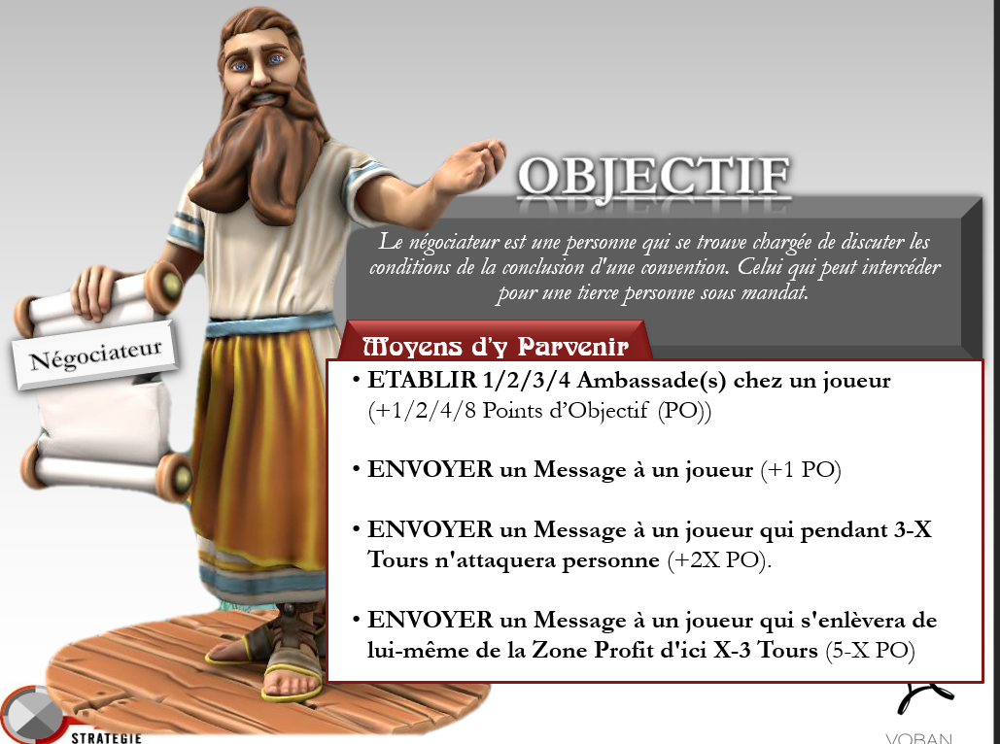 OBJECTIF
Le négociateur est une personne qui se trouve chargée de discuter les
conditions de la conclusion d'une convention. Celui qui peut intercéder
pour une tierce personne sous mandat.
Négociateur
Moyens d'y Parvenir
• ETABLIR 1/2/3/4 Ambassade(s) chez un joueur
(+1/2/4/8 Points d’Objectif (PO))
• ENVOYER un Message à un joueur (+1 PO)
• ENVOYER un Message à un joueur qui pendant 3-X
Tours n'attaquera personne (+2X PO).
• ENVOYER un Message à un joueur qui s'enlèvera de
lui-même de la Zone Profit d'ici X-3 Tours (5-X PO)
STRATEGIE
VOBAN